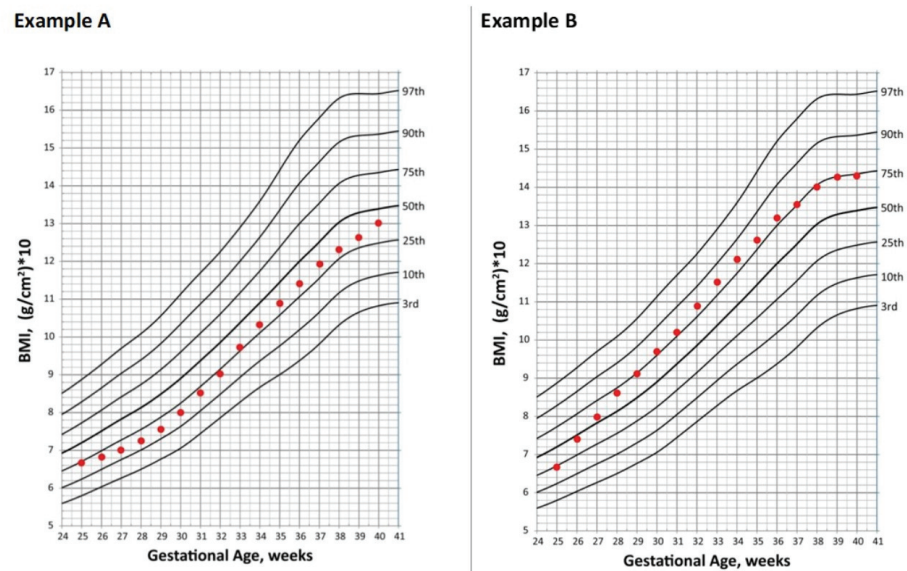 Example A
17
16
15
14
13
12
11
10
9
8
7
6
5
BMI, (g/cm²)*10
97th
90th
75th
50th
25th
10th
3rd
24 25 26 27 28 29 30 31 32 33 34 35 36 37 38 39 40 41
Gestational Age, weeks
Example B
17
16
15
14
13
12
11
10
9
8
7
6
5
BMI, (g/cm²)*10
97th
90th
75th
50th
25th
10th
3rd
24 25 26 27 28 29 30 31 32 33 34 35 36 37 38 39 40 41
Gestational Age, weeks